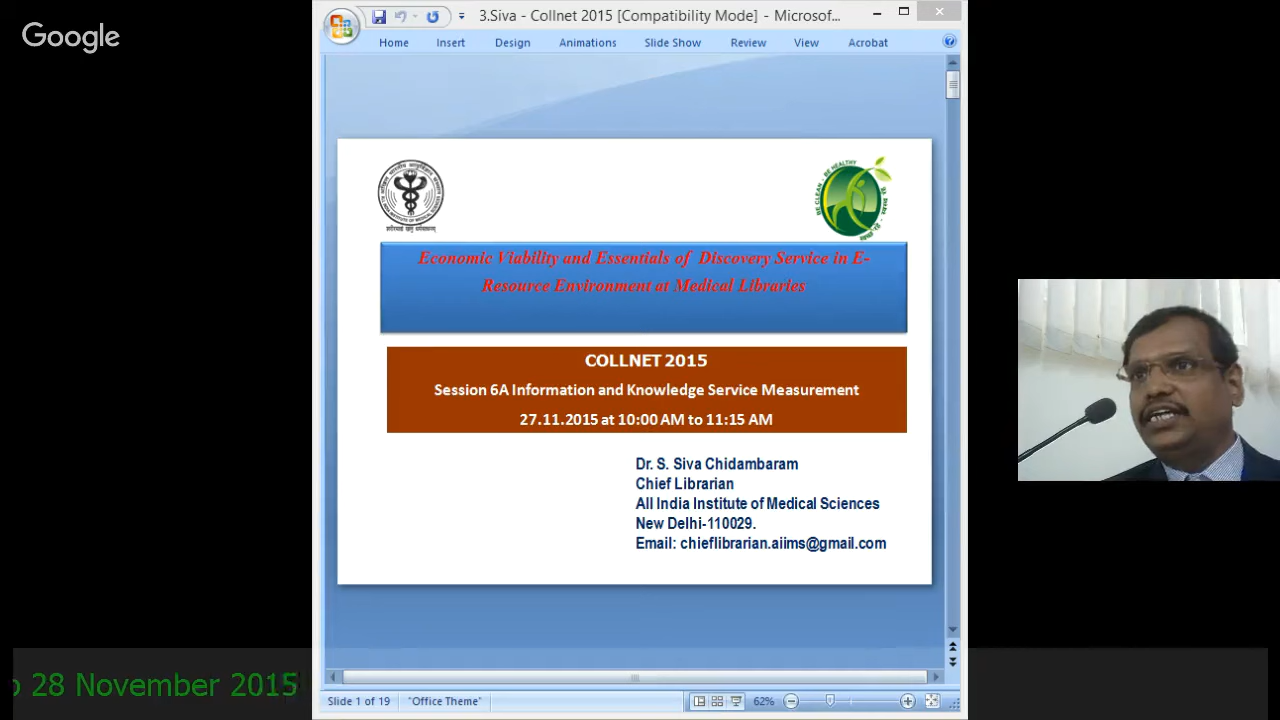 Google
3.Siva - Collnet 2015 [Compatibility Mode] - Microsof...
Home Insert Design Animations Slide Show Review View Acrobat
BE CLEAN - BE HEALTHY
Economic Viability and Essentials of Discovery Service in E-
Resource Environment at Medical Libraries
COLLNET 2015
Session 6A Information and Knowledge Service Measurement
27.11.2015 at 10:00 AM to 11:15 AM
Dr. S. Siva Chidambaram
Chief Librarian
All India Institute of Medical Sciences
New Delhi-110029.
Email: chieflibrarian.aiims@gmail.com
28 November 2015
Slide 1 of 19 "Office Theme" 62%